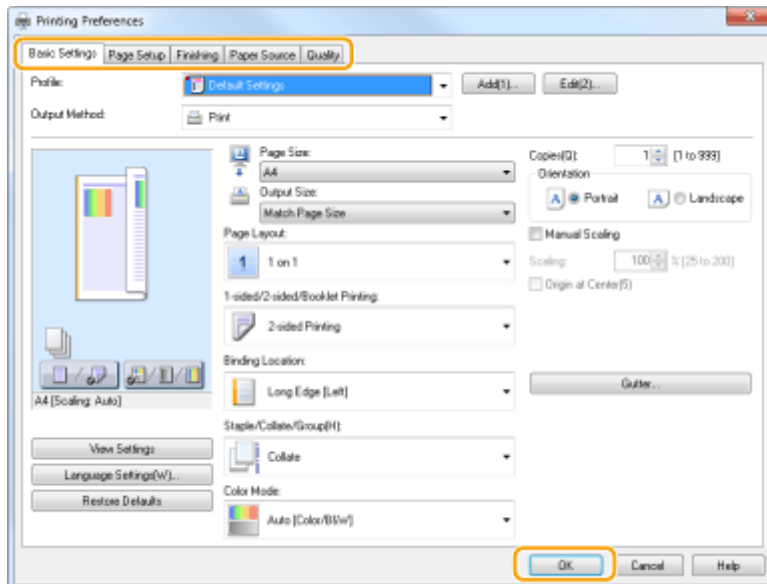 Printing Preferences
Basic Settings Page Setup Finishing Paper Source Quality
Profile: Default Settings Add(1)... Edit(2)...
Output Method: Print
Page Size:
A4
Output Size:
Match Page Size
Page Layout:
1 1 on 1
1-sided/2-sided/Booklet Printing:
2-sided Printing
Binding Location:
Long Edge [Left]
Staple/Collate/Group(H):
Collate
Color Mode:
Auto [Color/B/W]
Copies(Q): 1 [1 to 999]
Orientation
A Portrait A Landscape
Manual Scaling
Scaling: 100 % [25 to 200]
Origin at Center(5)
Gutter...
A4 [Scaling: Auto]
View Settings
Language Settings(W)...
Restore Defaults
OK Cancel Help